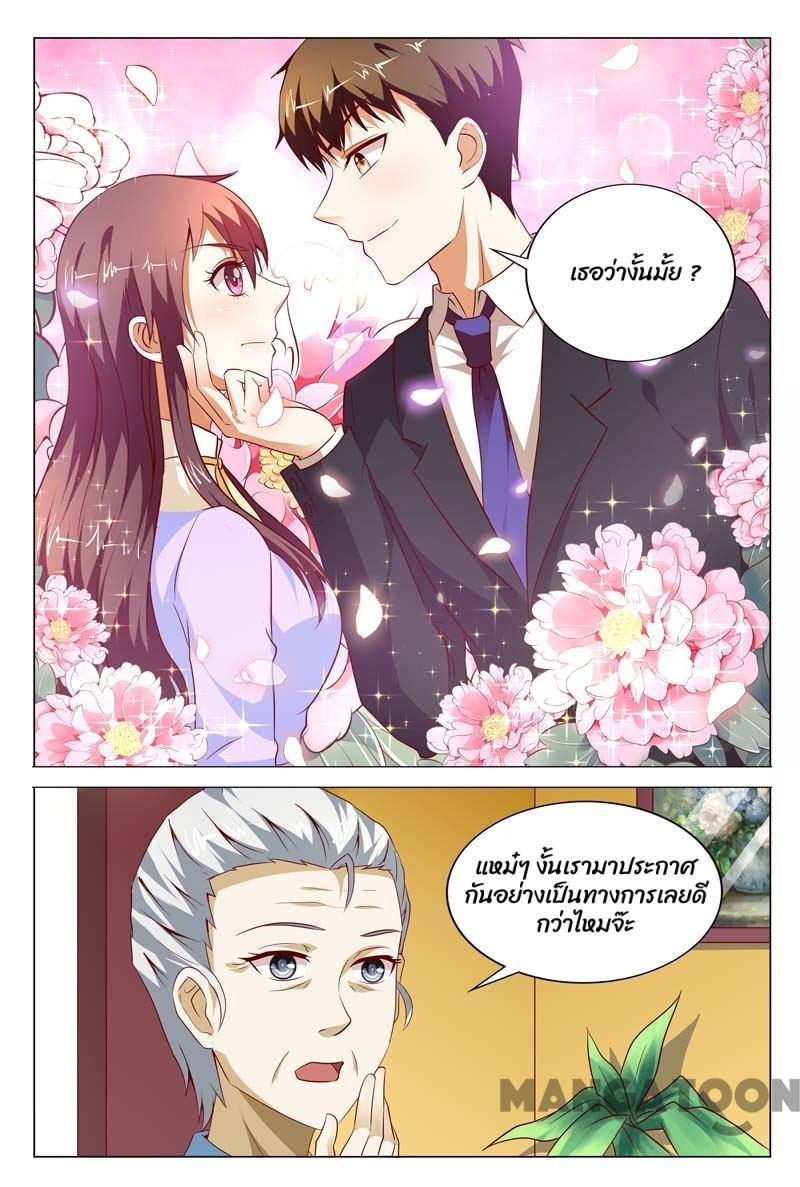 เธอว่างั้นมั้ย ?
แหม๋ๆ งั้นเรามาประกาศ
กันอย่างเป็นทางการเลยดี
กว่าไหมจ๊ะ
MANGATOON